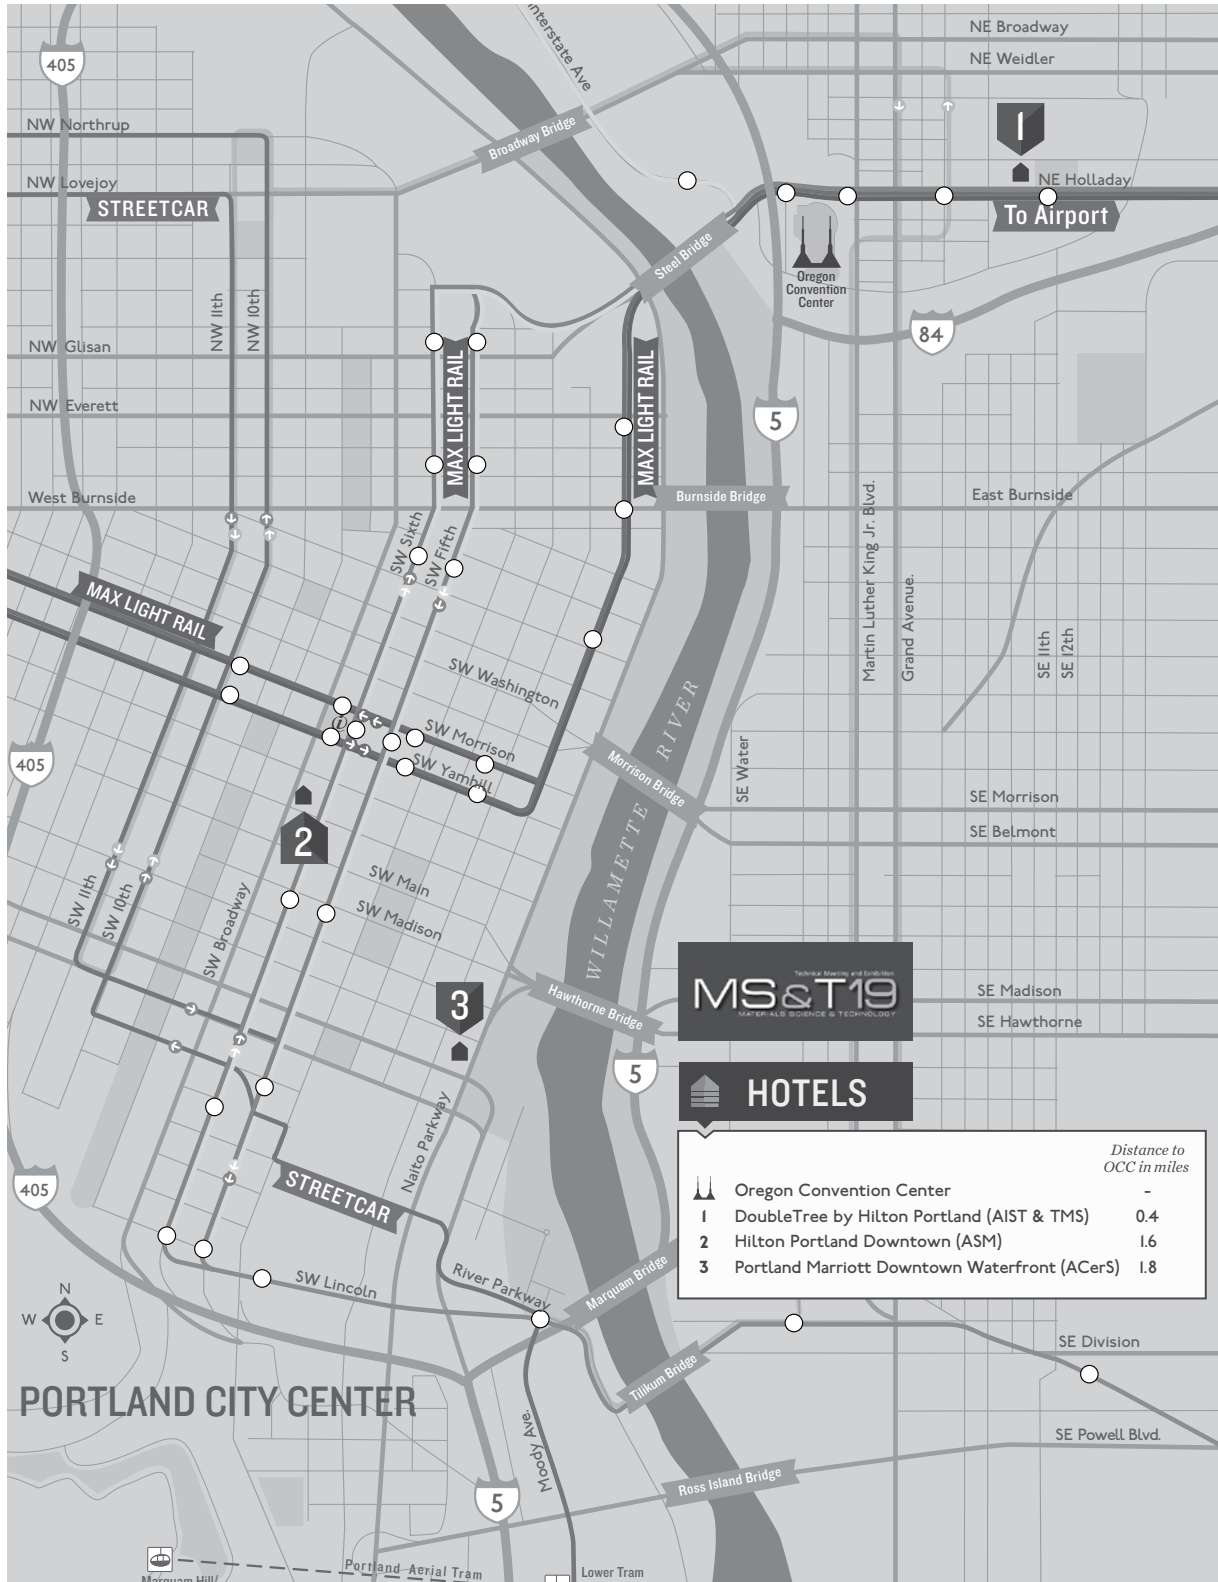 Interstate Ave
NE Broadway
NE Weidler
405
NW Northrup
Broadway Bridge
1
NW Lovejoy
NE Holladay
STREETCAR
To Airport
Steel Bridge
Oregon
Convention
Center
NW 11th
NW 10th
84
NW Glisan
MAX LIGHT RAIL
MAX LIGHT RAIL
NW Everett
5
West Burnside
Burnside Bridge
East Burnside
SW Sixth
SW Fifth
Martin Luther King Jr. Blvd.
Grand Avenue.
SE 11th
SE 12th
MAX LIGHT RAIL
SW Washington
i
SW Morrison
SW Yamhill
405
Morrison Bridge
SE Water
WILLAMETTE RIVER
SE Morrison
SE Belmont
2
SW Main
SW Madison
SW 11th
SW 10th
SW Broadway
3
Hawthorne Bridge
Technical Meeting and Exhibition
MS&T19
MATERIALS SCIENCE & TECHNOLOGY
SE Madison
SE Hawthorne
5
HOTELS
Naito Parkway
Distance to
OCC in miles
Oregon Convention Center -
1 DoubleTree by Hilton Portland (AIST & TMS) 0.4
2 Hilton Portland Downtown (ASM) 1.6
3 Portland Marriott Downtown Waterfront (ACerS) 1.8
405
STREETCAR
SW Lincoln
River Parkway
Marquam Bridge
N
W E
S
SE Division
Tilikum Bridge
PORTLAND CITY CENTER
Moody Ave.
SE Powell Blvd.
Ross Island Bridge
5
Portland Aerial Tram
Lower Tram
Marquam Hill/